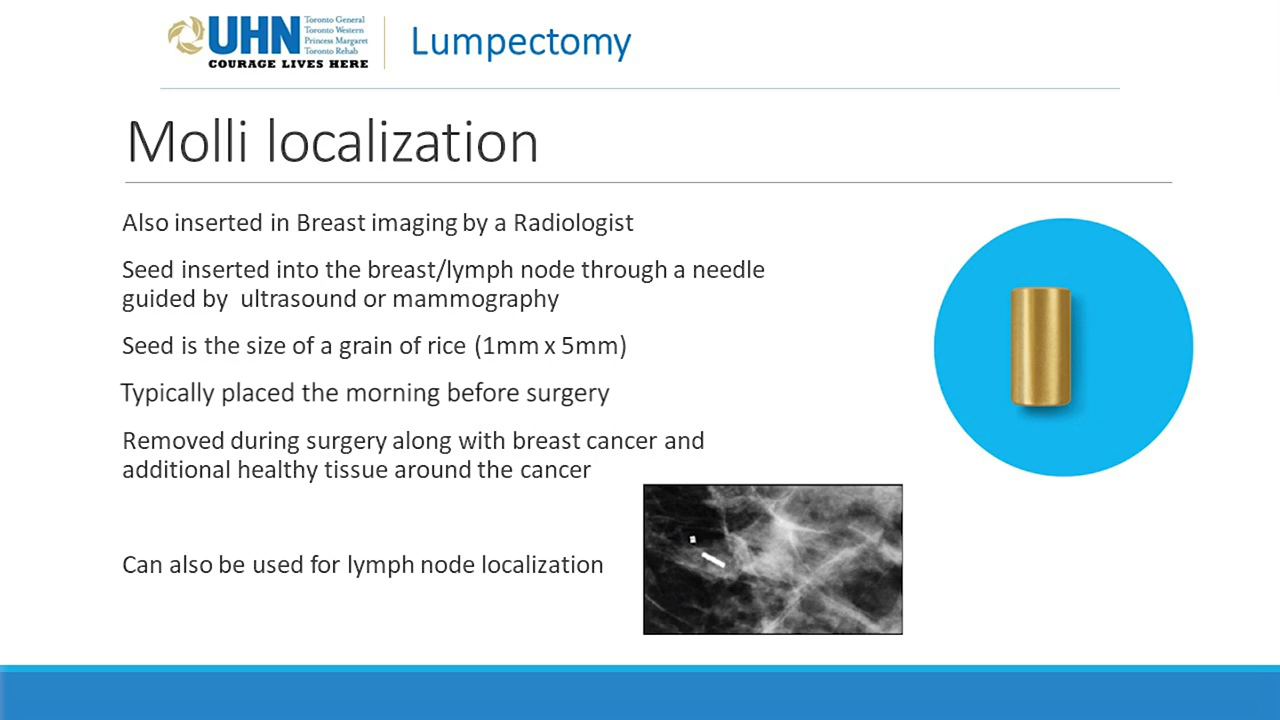 UHN
Toronto General
Toronto Western
Princess Margaret
Toronto Rehab
COURAGE LIVES HERE
Lumpectomy
Molli localization
Also inserted in Breast imaging by a Radiologist
Seed inserted into the breast/lymph node through a needle
guided by  ultrasound or mammography
Seed is the size of a grain of rice (1mm x 5mm)
Typically placed the morning before surgery
Removed during surgery along with breast cancer and
additional healthy tissue around the cancer
Can also be used for lymph node localization